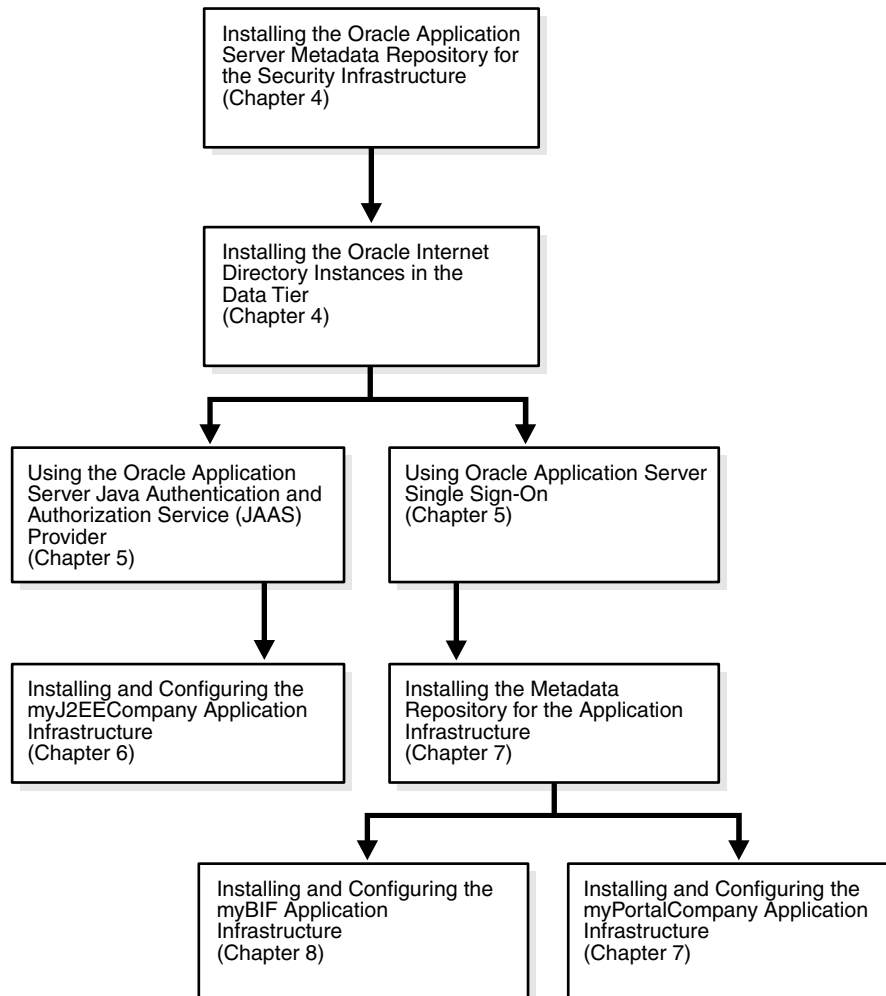 Installing the Oracle Application
Server Metadata Repository for
the Security Infrastructure
(Chapter 4)
Installing the Oracle Internet
Directory Instances in the
Data Tier
(Chapter 4)
Using the Oracle Application
Server Java Authentication and
Authorization Service (JAAS)
Provider
(Chapter 5)
Using Oracle Application Server
Single Sign-On
(Chapter 5)
Installing and Configuring the
myJ2EECompany Application
Infrastructure
(Chapter 6)
Installing the Metadata
Repository for the Application
Infrastructure
(Chapter 7)
Installing and Configuring the
myBIF Application
Infrastructure
(Chapter 8)
Installing and Configuring the
myPortalCompany Application
Infrastructure
(Chapter 7)